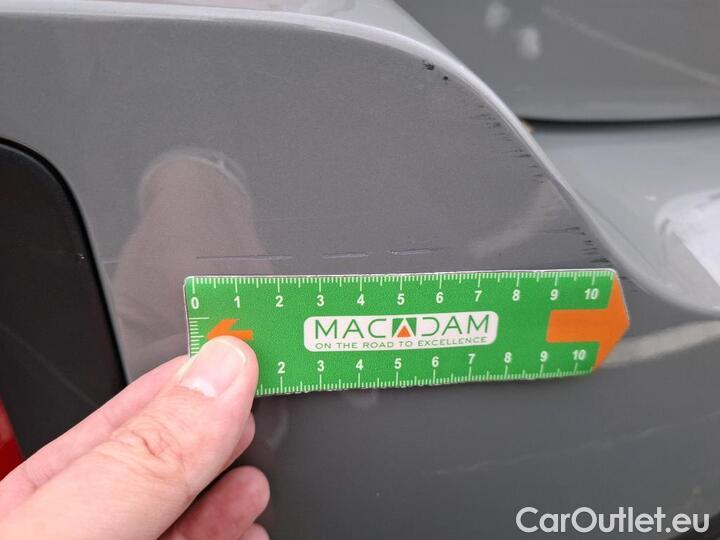 0 1 2 3 4 5 6 7 8 9 10
MACADAM
ON THE ROAD TO EXCELLENCE
2 3 4 5 6 7 8 9 10
CarOutlet.eu